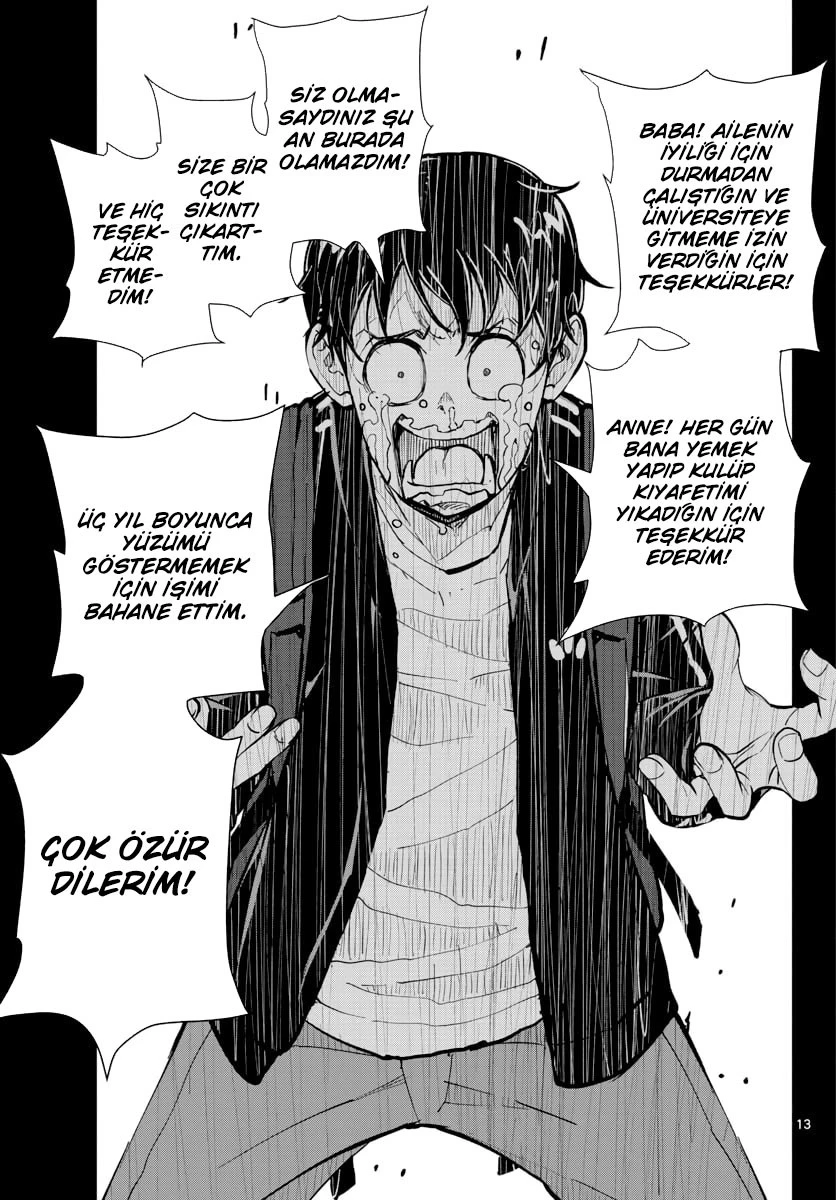 BABA! AILENİN
İYİLİĞİ İÇİN
DURMADAN
ÇALIŞTIĞIN VE
ÜNİVERSİTEYE
GİTMEME İZİN
VERDİĞİN İÇİN
TEŞEKKÜRLER!
ANNE! HER GÜN
BANA YEMEK
YAPIP KULÜP
KIYAFETİMİ
YIKADIĞIN İÇİN
TEŞEKKÜR
EDERİM!
SİZ OLMA-
SAYDINIZ ŞU
AN BURADA
OLAMAZDIM!
SİZE BİR
ÇOK
SIKINTI
ÇIKART-
TIM.
VE HİÇ
TEŞEK-
KÜR
ETME-
DİM!
ÜÇ YIL BOYUNCA
YÜZÜMÜ
GÖSTERMEMEK
İÇİN İŞİMİ
BAHANE ETTİM.
ÇOK ÖZÜR
DİLERİM!
13